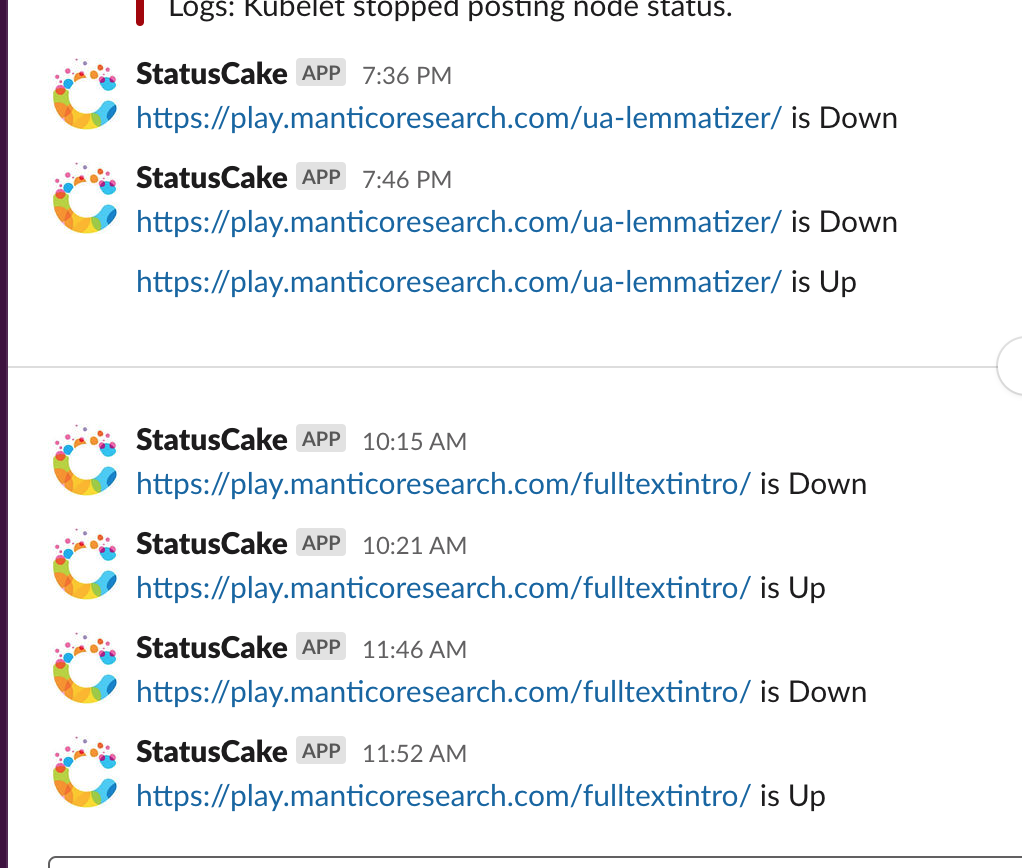 Logs: Kubelet stopped posting node status.
StatusCake APP 7:36 PM
https://play.manticoresearch.com/ua-lemmatizer/ is Down
StatusCake APP 7:46 PM
https://play.manticoresearch.com/ua-lemmatizer/ is Down
https://play.manticoresearch.com/ua-lemmatizer/ is Up
StatusCake APP 10:15 AM
https://play.manticoresearch.com/fulltextintro/ is Down
StatusCake APP 10:21 AM
https://play.manticoresearch.com/fulltextintro/ is Up
StatusCake APP 11:46 AM
https://play.manticoresearch.com/fulltextintro/ is Down
StatusCake APP 11:52 AM
https://play.manticoresearch.com/fulltextintro/ is Up